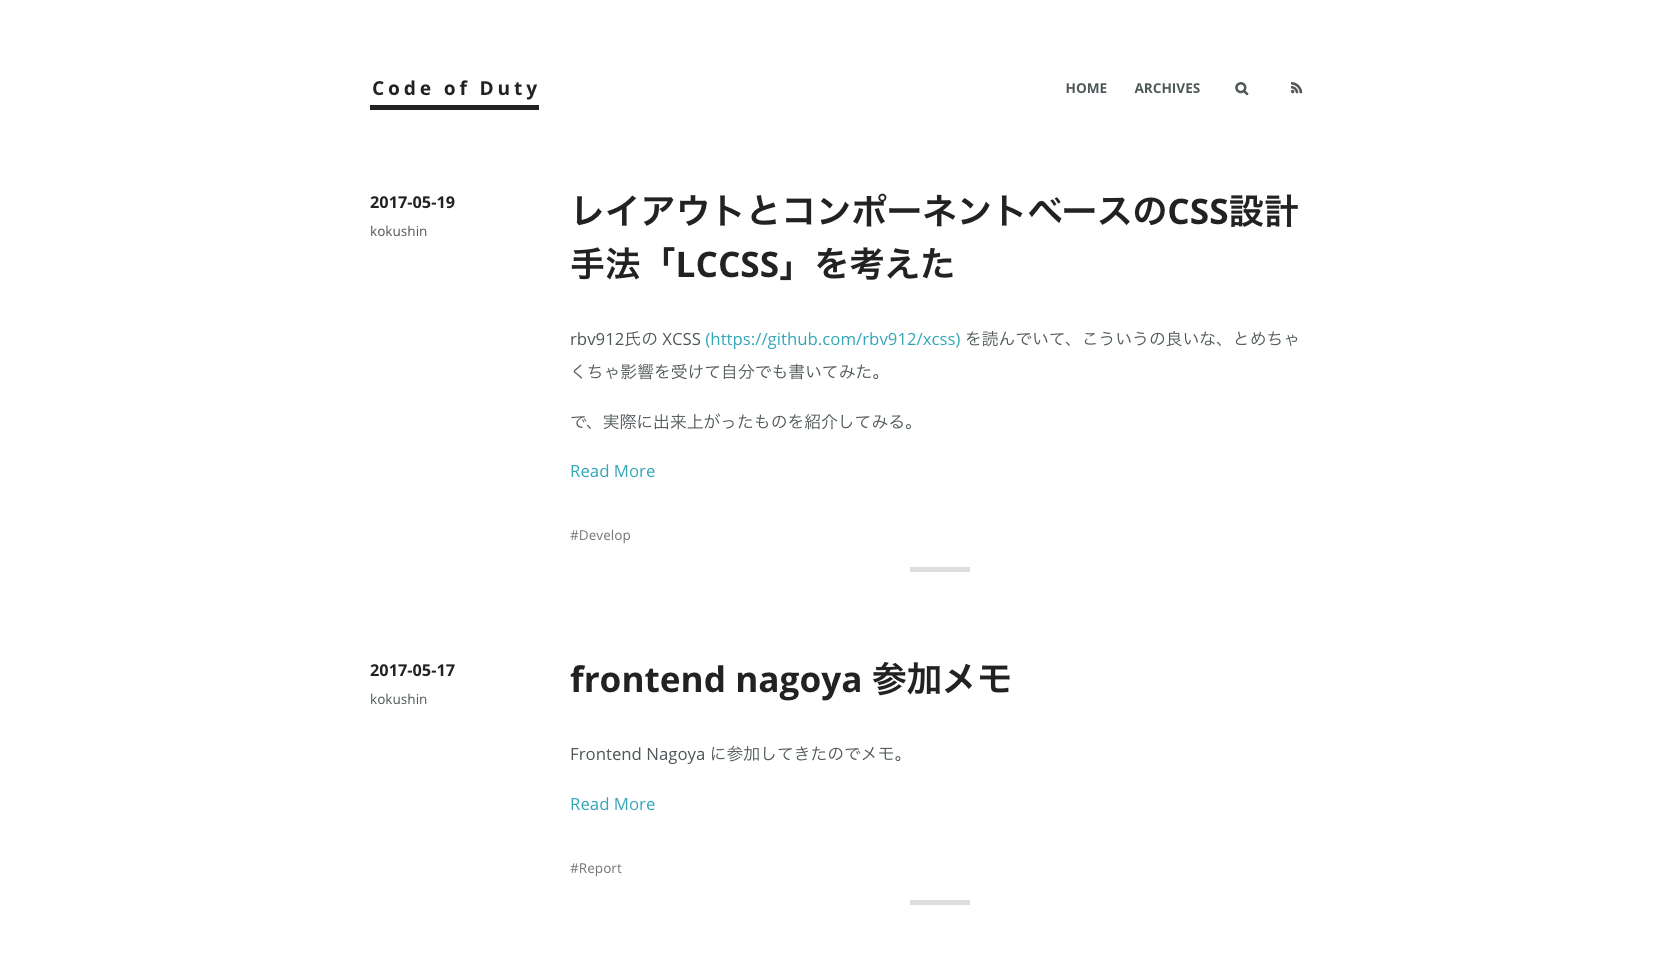 Code of Duty
HOME ARCHIVES
2017-05-19
kokushin
レイアウトとコンポーネントベースのCSS設計
手法「LCCSS」を考えた
rbv912氏の XCSS (https://github.com/rbv912/xcss) を読んでいて、こういうの良いな、とめちゃ
くちゃ影響を受けて自分でも書いてみた。
で、実際に出来上がったものを紹介してみる。
Read More
#Develop
2017-05-17
kokushin
frontend nagoya 参加メモ
Frontend Nagoya に参加してきたのでメモ。
Read More
#Report